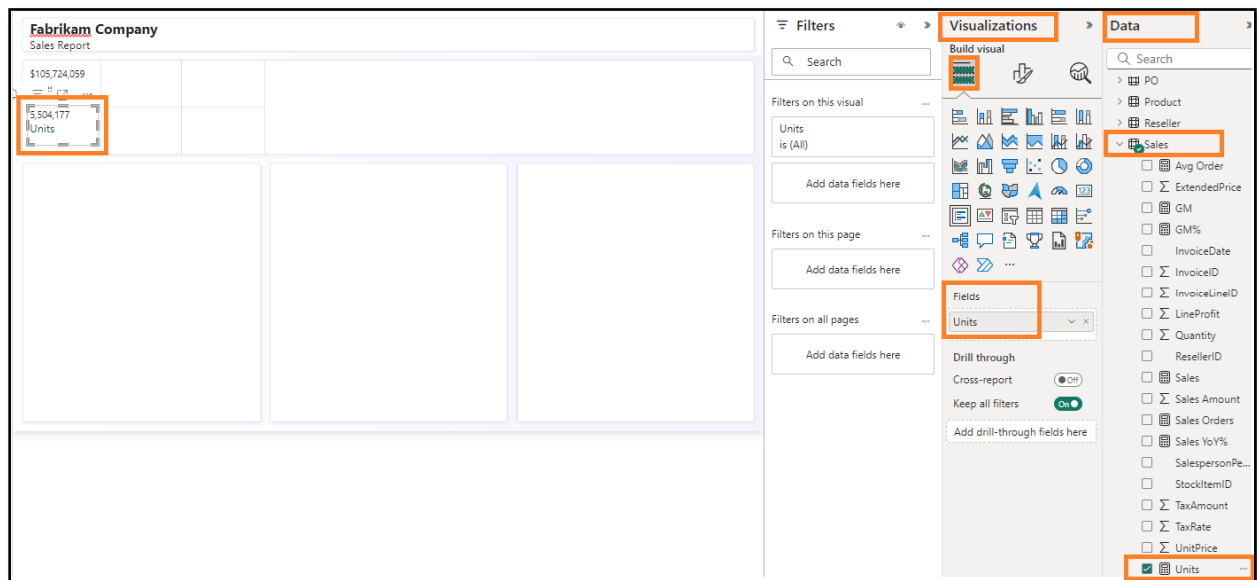 Fabrikam Company
Sales Report
$105,724,059
5,504,177
Units
Filters
Search
Filters on this visual
Units
is (All)
Add data fields here
Filters on this page
Add data fields here
Filters on all pages
Add data fields here
Visualizations
Build visual
123
Fields
Units
Drill through
Cross-report
Off
Keep all filters
On
Add drill-through fields here
Data
Search
PO
Product
Reseller
Sales
Avg Order
ExtendedPrice
GM
GM%
InvoiceDate
InvoiceID
InvoiceLineID
LineProfit
Quantity
ResellerID
Sales
Sales Amount
Sales Orders
Sales YoY%
SalespersonPe...
StockItemID
TaxAmount
TaxRate
UnitPrice
Units